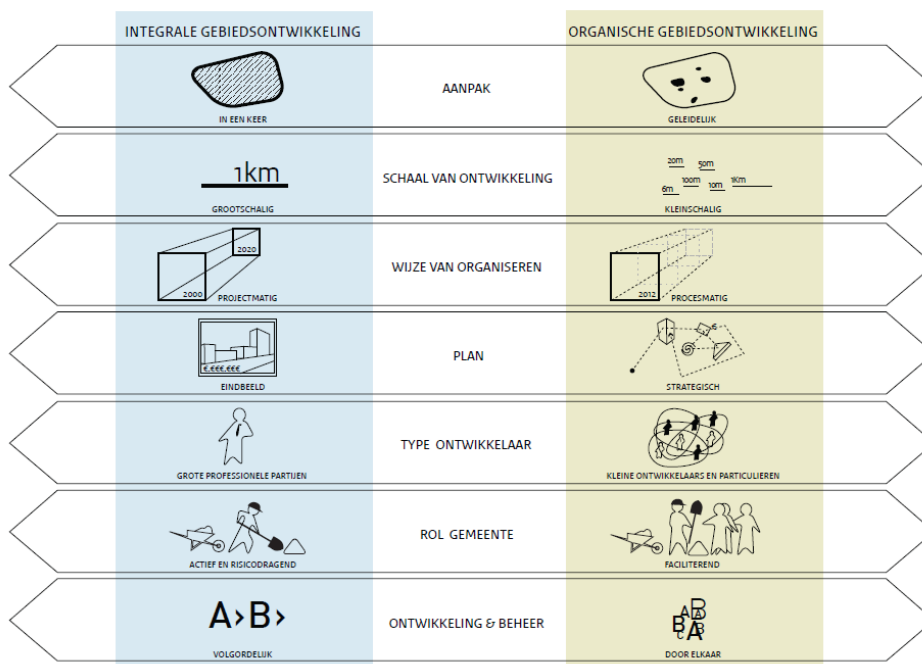 INTEGRALE GEBIEDSONTWIKKELING
ORGANISCHE GEBIEDSONTWIKKELING
AANPAK
IN EEN KEER
GELEIDELIJK
1km
SCHAAL VAN ONTWIKKELING
20m 50m
6m 100m 10m 1Km
GROOTSCHALIG
KLEINSCHALIG
2020
2000
WIJZE VAN ORGANISEREN
2012
PROJECTMATIG
PROCESMATIG
PLAN
€.€€€.€€€
EINDBEELD
STRATEGISCH
TYPE ONTWIKKELAAR
GROTE PROFESSIONELE PARTIJEN
KLEINE ONTWIKKELAARS EN PARTICULIEREN
ROL GEMEENTE
ACTIEF EN RISICODRAGEND
FACILITEREND
A›B›
ONTWIKKELING & BEHEER
A B A
B A B
C
VOLGORDELIJK
DOOR ELKAAR